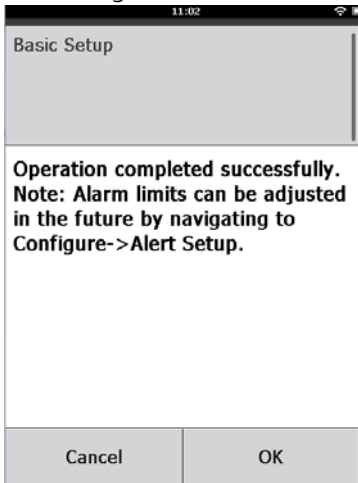 11:02
Basic Setup
Operation completed successfully.
Note: Alarm limits can be adjusted
in the future by navigating to
Configure->Alert Setup.
Cancel
OK